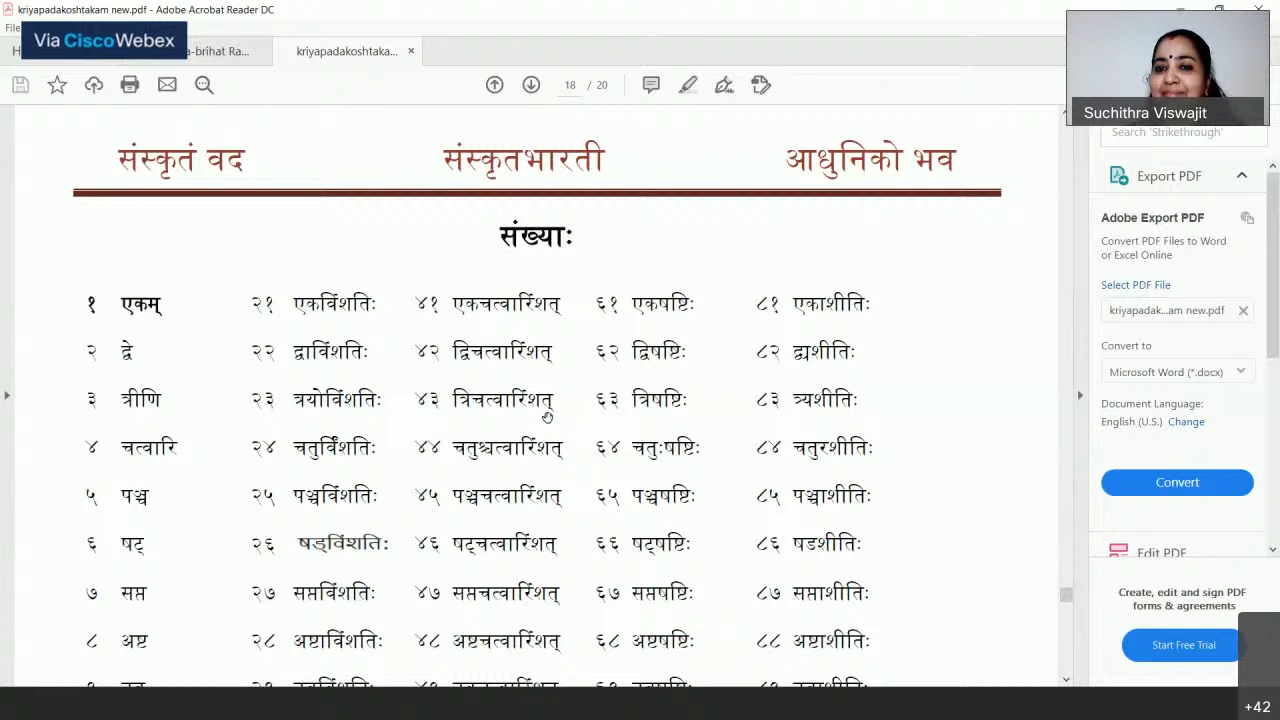 kriyapadakoshtakam new.pdf - Adobe Acrobat Reader DC
Via Cisco Webex
a-brihat Ra...
kriyapadakoshtaka...
18 / 20
Suchithra Viswajit
Search 'Strikethrough'
संस्कृतं वद संस्कृतभारती आधुनिको भव
संख्याः
१ एकम् २१ एकविंशतिः ४१ एकचत्वारिंशत् ६१ एकषष्टिः ८१ एकाशीतिः
२ द्वे २२ द्वाविंशतिः ४२ द्विचत्वारिंशत् ६२ द्विषष्टिः ८२ द्व्यशीतिः
३ त्रीणि २३ त्रयोविंशतिः ४३ त्रिचत्वारिंशत् ६३ त्रिषष्टिः ८३ त्र्यशीतिः
४ चत्वारि २४ चतुर्विंशतिः ४४ चतुश्चत्वारिंशत् ६४ चतुःषष्टिः ८४ चतुरशीतिः
५ पञ्च २५ पञ्चविंशतिः ४५ पञ्चचत्वारिंशत् ६५ पञ्चषष्टिः ८५ पञ्चाशीतिः
६ षट् २६ षड्विंशतिः ४६ षट्चत्वारिंशत् ६६ षट्षष्टिः ८६ षडशीतिः
७ सप्त २७ सप्तविंशतिः ४७ सप्तचत्वारिंशत् ६७ सप्तषष्टिः ८७ सप्ताशीतिः
८ अष्ट २८ अष्टाविंशतिः ४८ अष्टचत्वारिंशत् ६८ अष्टषष्टिः ८८ अष्टाशीतिः
Export PDF
Adobe Export PDF
Convert PDF Files to Word
or Excel Online
Select PDF File
kriyapadak...am new.pdf
Convert to
Microsoft Word (*.docx)
Document Language:
English (U.S.) Change
Convert
Edit PDF
Create, edit and sign PDF
forms & agreements
Start Free Trial
+42